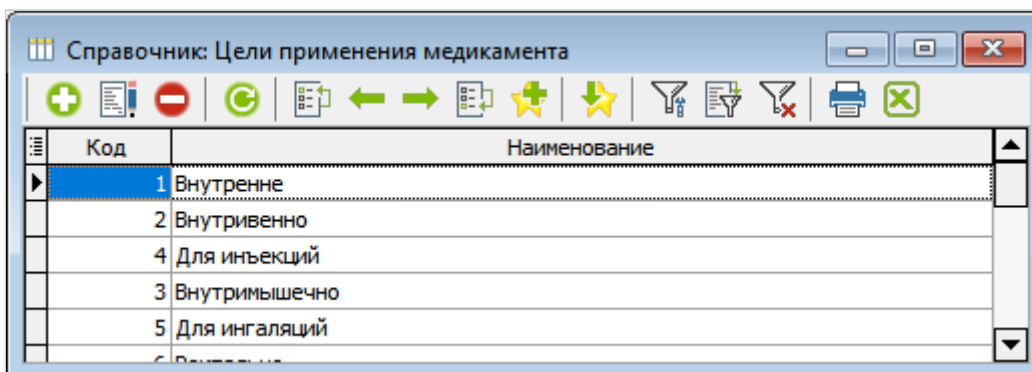 Справочник: Цели применения медикамента
Код Наименование
1 Внутренне
2 Внутривенно
4 Для инъекций
3 Внутримышечно
5 Для ингаляций